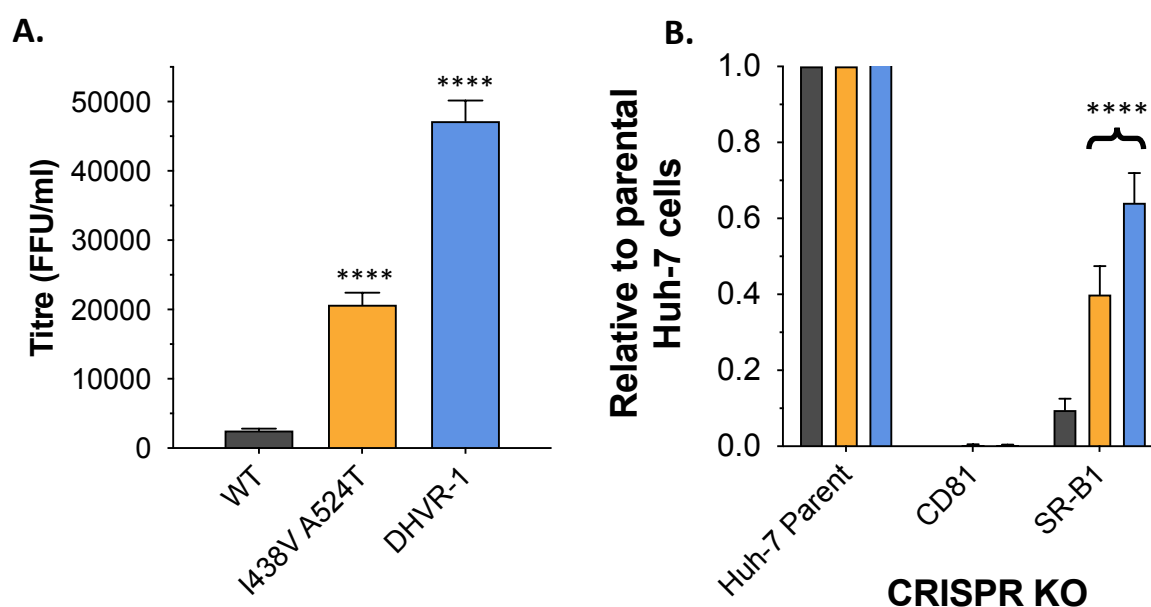 A.
Titre (FFU/ml)
50000
40000
30000
20000
10000
0
****
****
WT
I438V A524T
DHVR-1
B.
Relative to parental
Huh-7 cells
1.0
0.8
0.6
0.4
0.2
0.0
****
Huh-7 Parent
CD81
SR-B1
CRISPR KO